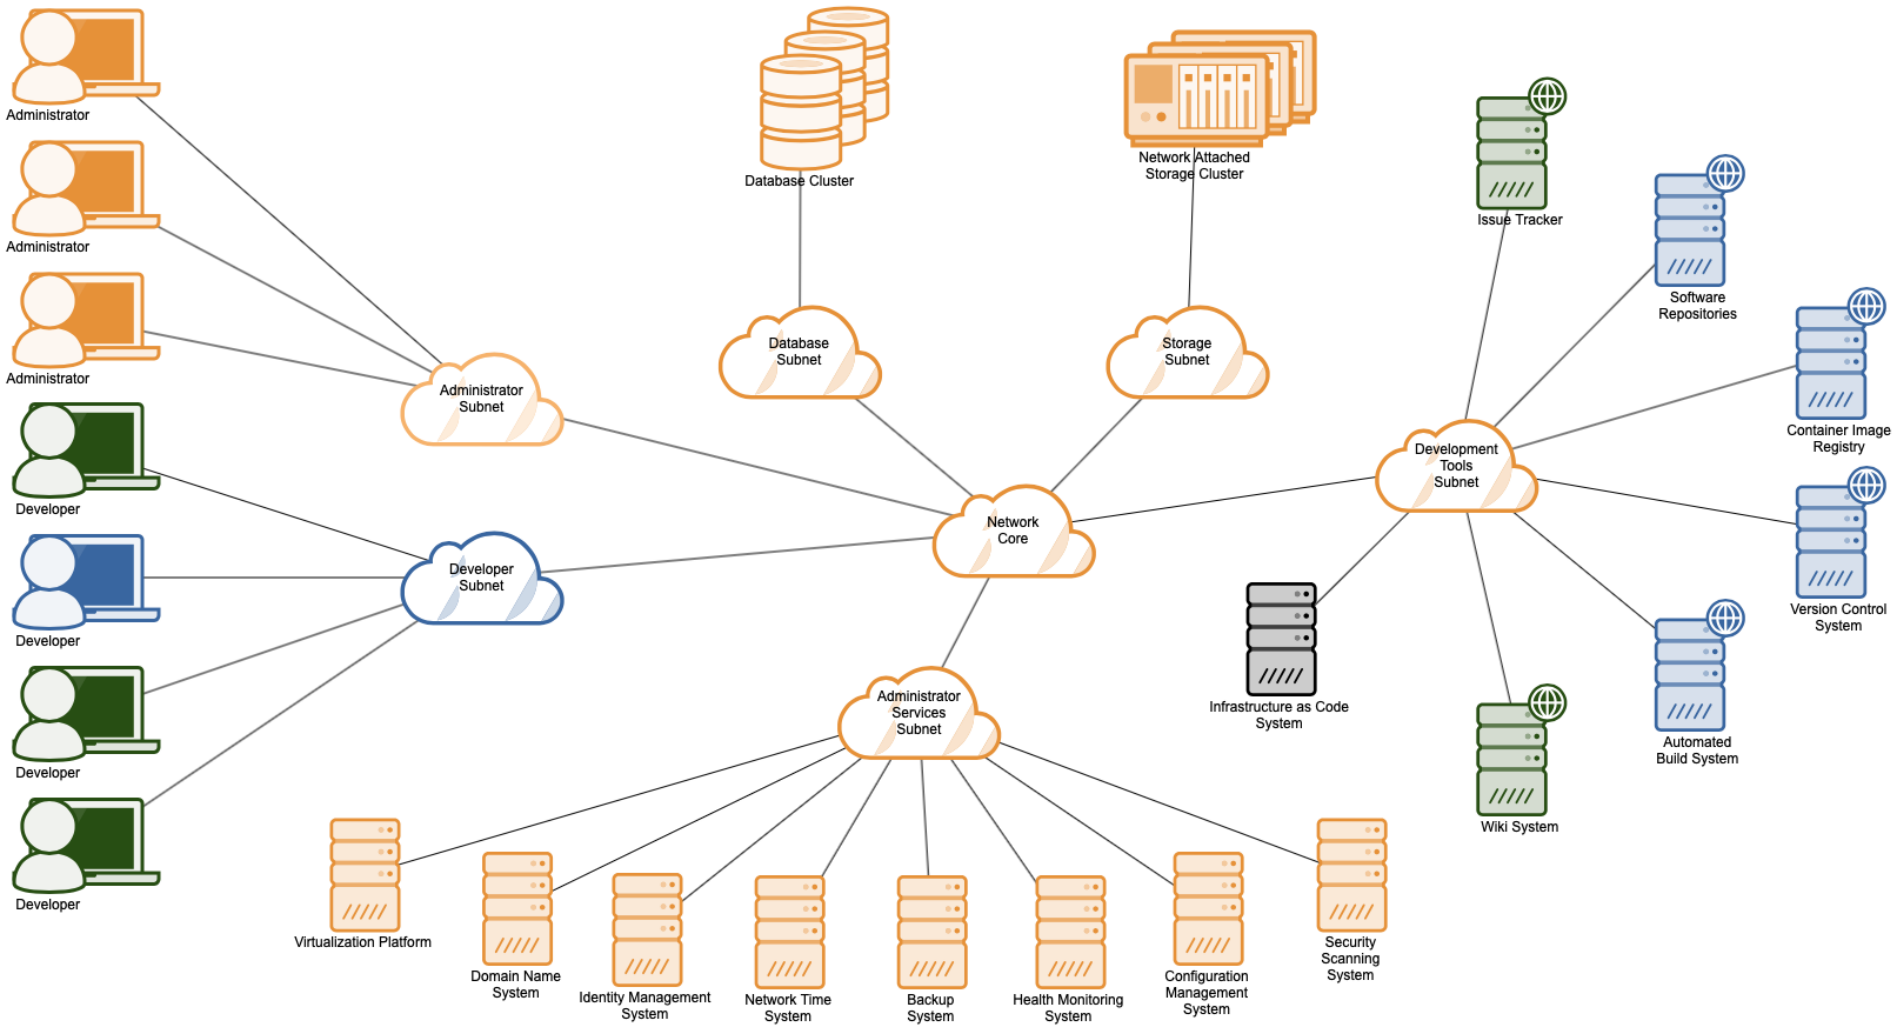 Administrator
Administrator
Administrator
Developer
Developer
Developer
Developer
Administrator
Subnet
Developer
Subnet
Database Cluster
Database
Subnet
Network Attached
Storage Cluster
Storage
Subnet
Network
Core
Administrator
Services
Subnet
Development
Tools
Subnet
Issue Tracker
Software
Repositories
Container Image
Registry
Version Control
System
Automated
Build System
Wiki System
Infrastructure as Code
System
Virtualization Platform
Domain Name
System
Identity Management
System
Network Time
System
Backup
System
Health Monitoring
System
Configuration
Management
System
Security
Scanning
System